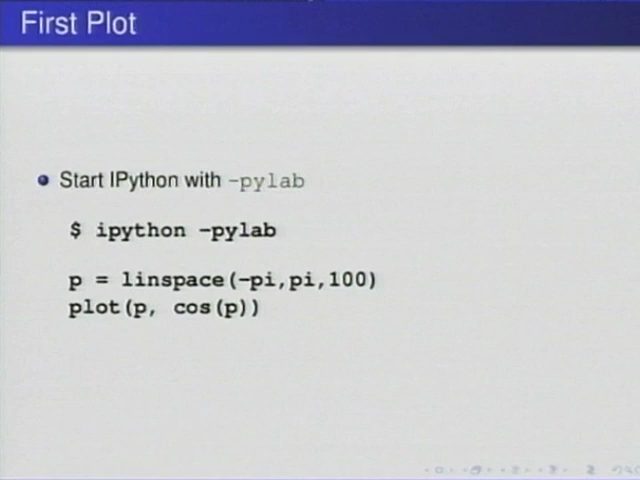 First Plot
Start IPython with -pylab
$ ipython -pylab
p = linspace(-pi,pi,100)
plot(p, cos(p))